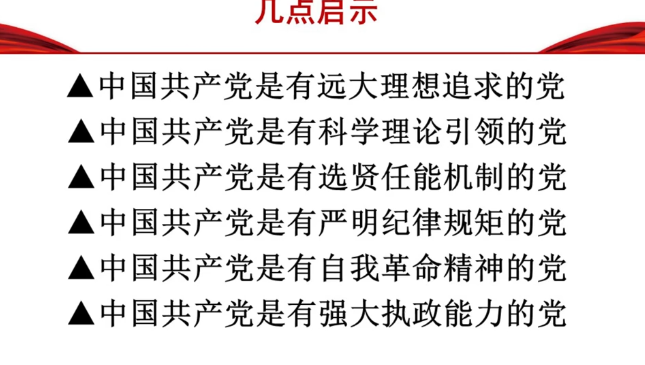 几点启示
▲中国共产党是有远大理想追求的党
▲中国共产党是有科学理论引领的党
▲中国共产党是有选贤任能机制的党
▲中国共产党是有严明纪律规矩的党
▲中国共产党是有自我革命精神的党
▲中国共产党是有强大执政能力的党